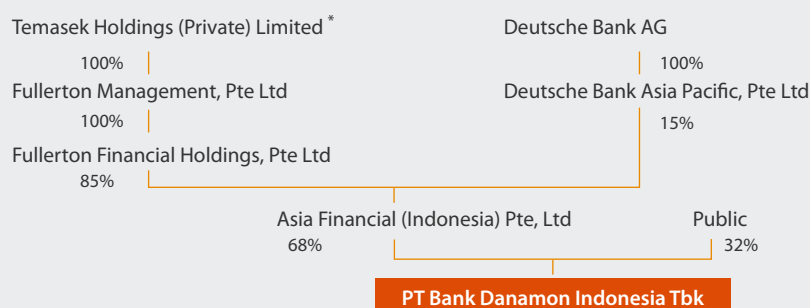 Temasek Holdings (Private) Limited *
Deutsche Bank AG
100%
100%
Fullerton Management, Pte Ltd
Deutsche Bank Asia Pacific, Pte Ltd
100%
15%
Fullerton Financial Holdings, Pte Ltd
85%
Asia Financial (Indonesia) Pte, Ltd
Public
68%
32%
PT Bank Danamon Indonesia Tbk